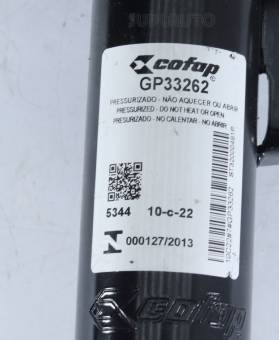 cofap®
GP33262
PRESSURIZADO - NÃO AQUECER OU ABRIR
PRESSURIZED - DO NOT HEAT OR OPEN
PRESURIZADO - NO CALENTAR - NO ABRIR
5344 10-c-22
000127/2013
cofap